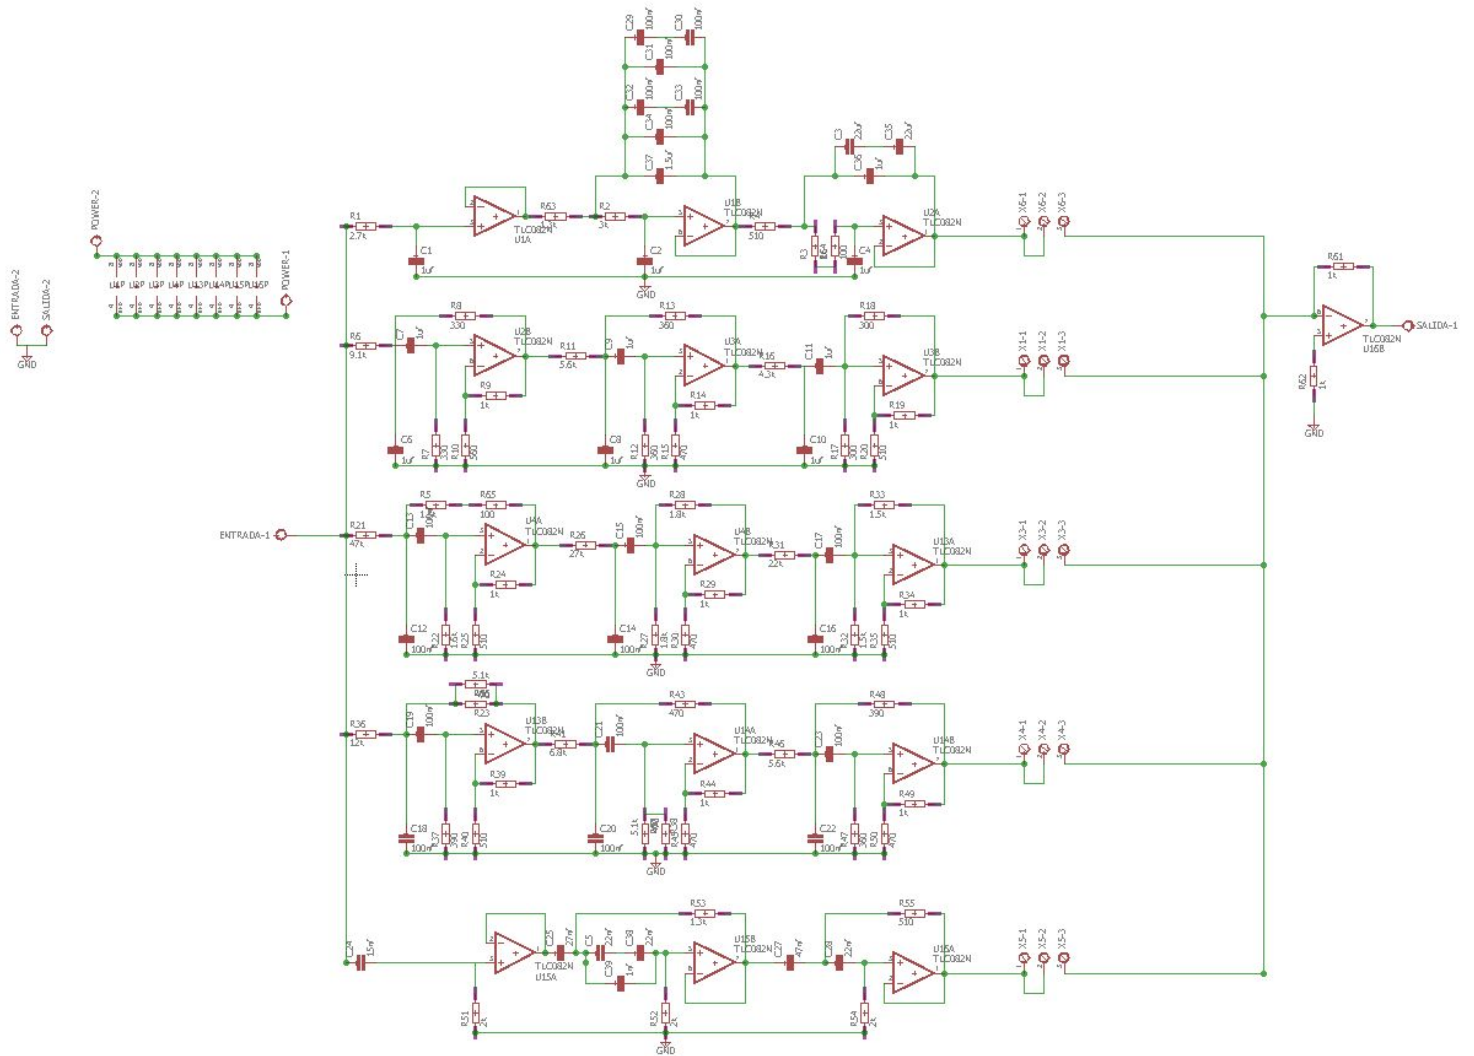 C29 100nf C30 100nf
C31 100nf
C32 100nf C33 100nf
C34 100nf
C37 1.5uf
C3 22uf C35 22uf
C36 1uf
POWER-2
POWER-1
ENTRADA-2
SALIDA-2
GND
R1
2.7k
C1
1uf
TLC082N
U1A
R63
R2
3k
C2
1uf
GND
U1B
TLC082N
510
R3
100
C4
1uf
U2A
TLC082N
X6-1 X6-2 X6-3
R6
9.1k
C7 1uf
R8
330
U2B
TLC082N
R9
1k
C6
1uf
R7 330
R10 560
R11
5.6k
C9 1uf
R13
360
U3A
TLC082N
R14
1k
C8
1uf
R12 360
R15 470
GND
R16
4.3k
C11 1uf
R18
300
U3B
TLC082N
R19
1k
C10
1uf
R17 300
R20 510
X1-1 X1-2 X1-3
R61
1k
TLC082N
U16B
SALIDA-1
R62 1k
GND
ENTRADA-1
R21
47k
R5
R65
100
C13
U4A
TLC082N
R24
1k
C12
100nf
R22 1.6k
R25 510
R26
27k
C15 100nf
R28
1.8k
U4B
TLC082N
R29
1k
C14
100nf
R27 1.8k
R30 470
GND
R31
22k
C17 100nf
R33
1.5k
U13A
TLC082N
R34
1k
C16
100nf
R32 1.5k
R35 510
X3-1 X3-2 X3-3
R36
12k
C19 100nf
5.1k
R23
U13B
TLC082N
R39
1k
C18
100nf
R37 390
R40 510
R41
6.8k
C21 100nf
R43
470
U14A
TLC082N
R44
1k
C20
100nf
5.1k
R45 470
GND
R46
5.6k
C23 100nf
R48
390
U14B
TLC082N
R49
1k
C22
100nf
R47 360
R50 470
X4-1 X4-2 X4-3
C24 15nf
TLC082N
U15A
R51 2k
C25 27nf
C5 22nf C38 22nf
C39 1nf
R53
1.3k
U15B
TLC082N
R52 2k
GND
C27 47nf
22nf
R55
510
TLC082N
R54 2k
X5-1 X5-2 X5-3